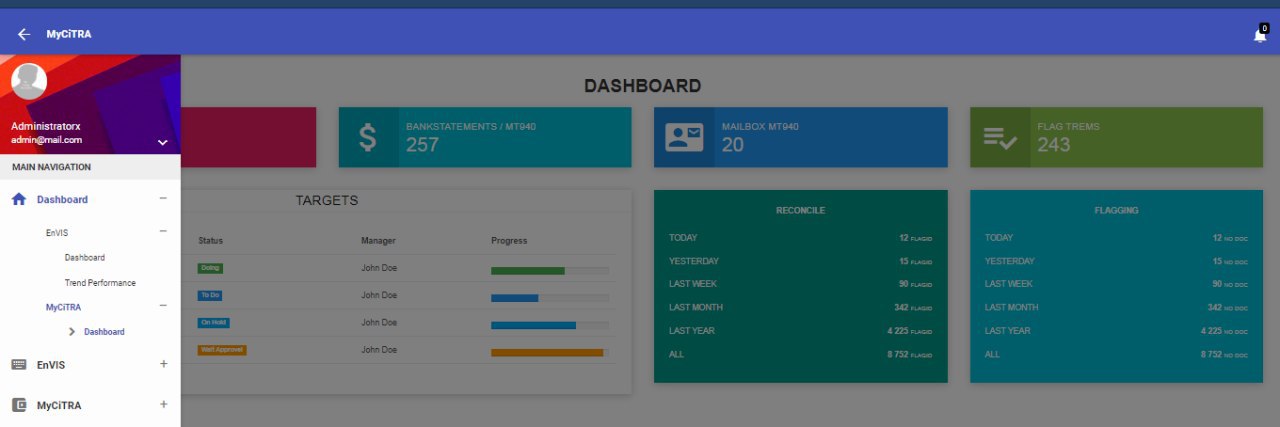 MyCiTRA
0
Administratorx
admin@mail.com
MAIN NAVIGATION
Dashboard
EnVIS
Dashboard
Trend Performance
MyCiTRA
Dashboard
EnVIS
MyCiTRA
DASHBOARD
BANKSTATEMENTS / MT940
257
MAILBOX MT940
20
FLAG TREMS
243
TARGETS
Status Manager Progress
Doing John Doe
To Do John Doe
On Hold John Doe
Wait Approvel John Doe
RECONCILE
TODAY 12 FLAGID
YESTERDAY 15 FLAGID
LAST WEEK 90 FLAGID
LAST MONTH 342 FLAGID
LAST YEAR 4 225 FLAGID
ALL 8 752 FLAGID
FLAGGING
TODAY 12 NO DOC
YESTERDAY 15 NO DOC
LAST WEEK 90 NO DOC
LAST MONTH 342 NO DOC
LAST YEAR 4 225 NO DOC
ALL 8 752 NO DOC